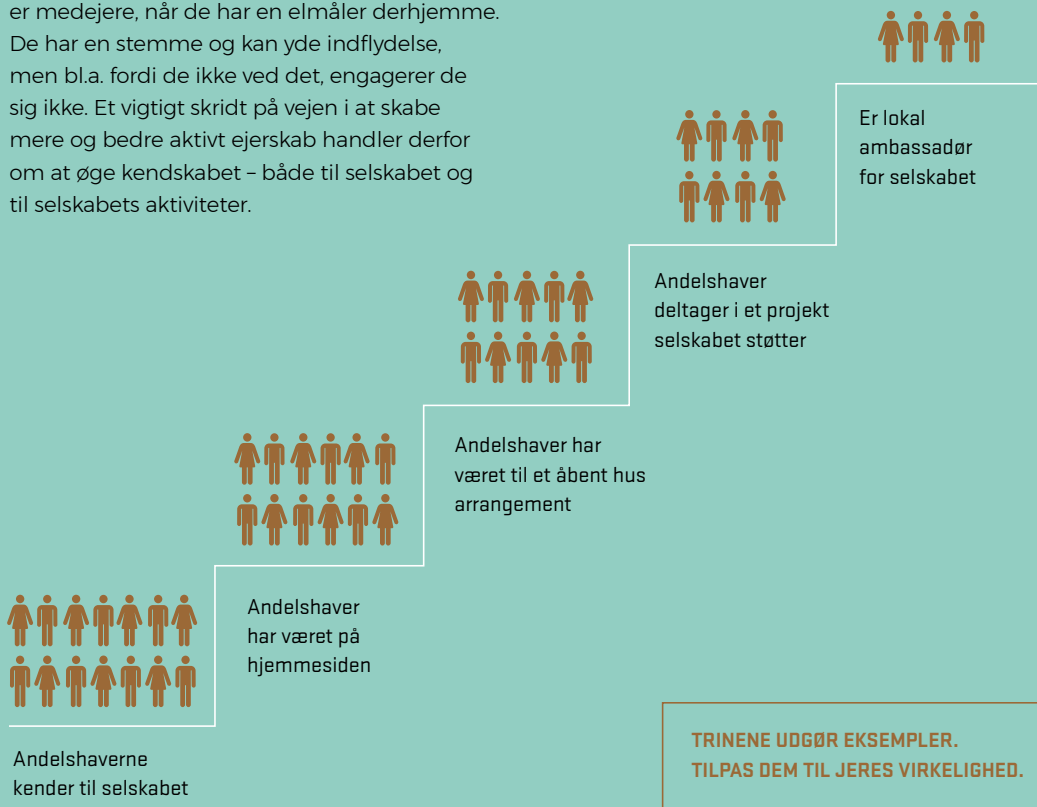 er medejere, når de har en elmåler derhjemme.
De har en stemme og kan yde indflydelse,
men bl.a. fordi de ikke ved det, engagerer de
sig ikke. Et vigtigt skridt på vejen i at skabe
mere og bedre aktivt ejerskab handler derfor
om at øge kendskabet – både til selskabet og
til selskabets aktiviteter.
Er lokal
ambassadør
for selskabet
Andelshaver
deltager i et projekt
selskabet støtter
Andelshaver har
været til et åbent hus
arrangement
Andelshaver
har været på
hjemmesiden
Andelshaverne
kender til selskabet
TRINENE UDGØR EKSEMPLER.
TILPAS DEM TIL JERES VIRKELIGHED.